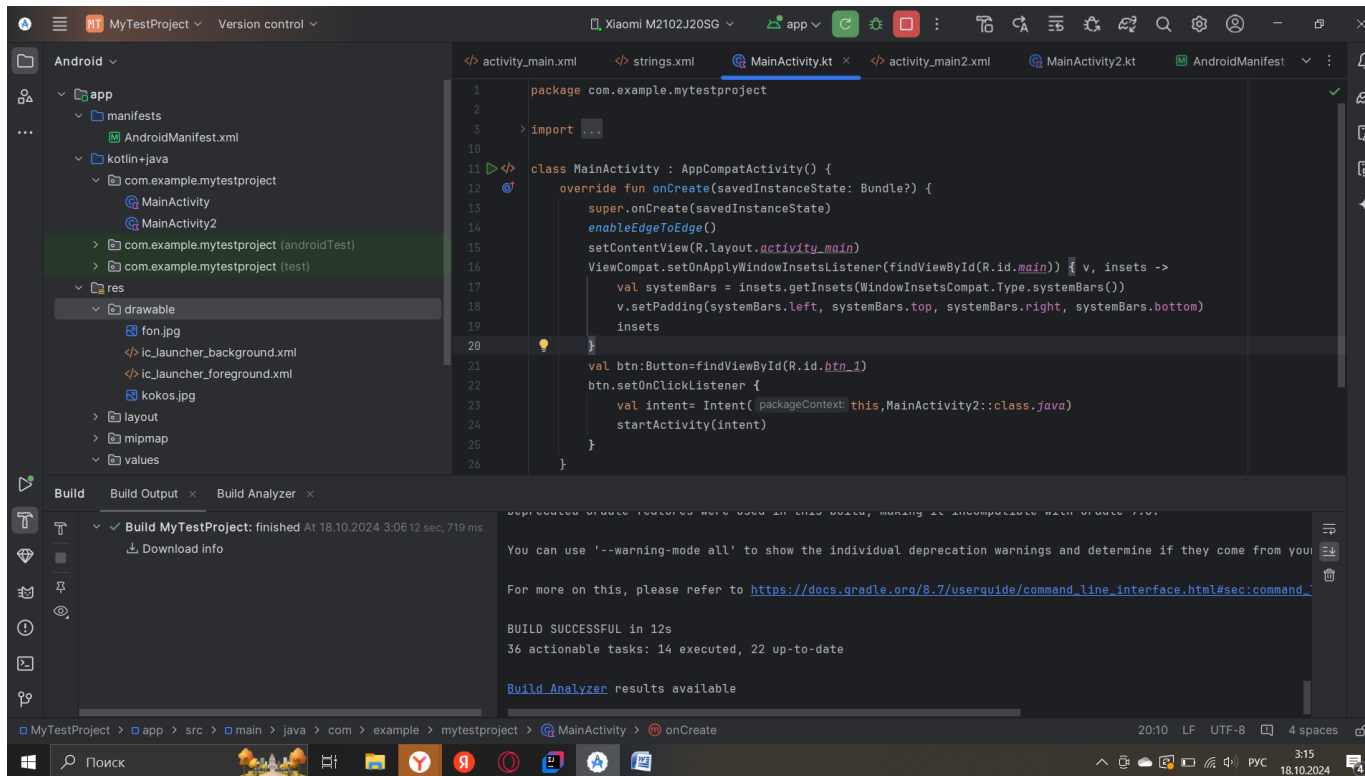 MT MyTestProject Version control Xiaomi M2102J20SG app
Android
activity_main.xml strings.xml MainActivity.kt activity_main2.xml MainActivity2.kt AndroidManifest
app
manifests
AndroidManifest.xml
kotlin+java
com.example.mytestproject
MainActivity
MainActivity2
com.example.mytestproject (androidTest)
com.example.mytestproject (test)
res
drawable
fon.jpg
ic_launcher_background.xml
ic_launcher_foreground.xml
kokos.jpg
layout
mipmap
values
1 package com.example.mytestproject
2
3 import ...
10
11 class MainActivity : AppCompatActivity() {
12 override fun onCreate(savedInstanceState: Bundle?) {
13 super.onCreate(savedInstanceState)
14 enableEdgeToEdge()
15 setContentView(R.layout.activity_main)
16 ViewCompat.setOnApplyWindowInsetsListener(findViewById(R.id.main)) { v, insets ->
17 val systemBars = insets.getInsets(WindowInsetsCompat.Type.systemBars())
18 v.setPadding(systemBars.left, systemBars.top, systemBars.right, systemBars.bottom)
19 insets
20 }
21 val btn:Button=findViewById(R.id.btn_1)
22 btn.setOnClickListener {
23 val intent= Intent( packageContext: this,MainActivity2::class.java)
24 startActivity(intent)
25 }
26 }
Build Build Output Build Analyzer
Build MyTestProject: finished At 18.10.2024 3:06 12 sec, 719 ms
Download info
You can use '--warning-mode all' to show the individual deprecation warnings and determine if they come from your
For more on this, please refer to https://docs.gradle.org/8.7/userguide/command_line_interface.html#sec:command_
BUILD SUCCESSFUL in 12s
36 actionable tasks: 14 executed, 22 up-to-date
Build Analyzer results available
MyTestProject > app > src > main > java > com > example > mytestproject > MainActivity > onCreate 20:10 LF UTF-8 4 spaces
Поиск РУС 3:15
18.10.2024